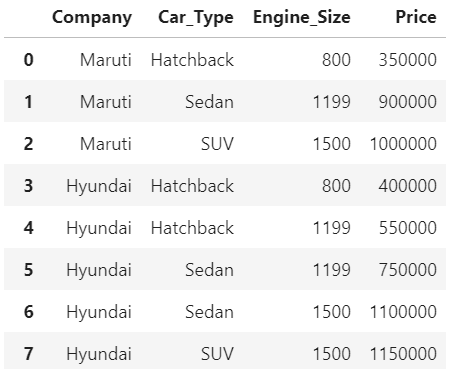 Company Car_Type Engine_Size Price
0 Maruti Hatchback 800 350000
1 Maruti Sedan 1199 900000
2 Maruti SUV 1500 1000000
3 Hyundai Hatchback 800 400000
4 Hyundai Hatchback 1199 550000
5 Hyundai Sedan 1199 750000
6 Hyundai Sedan 1500 1100000
7 Hyundai SUV 1500 1150000